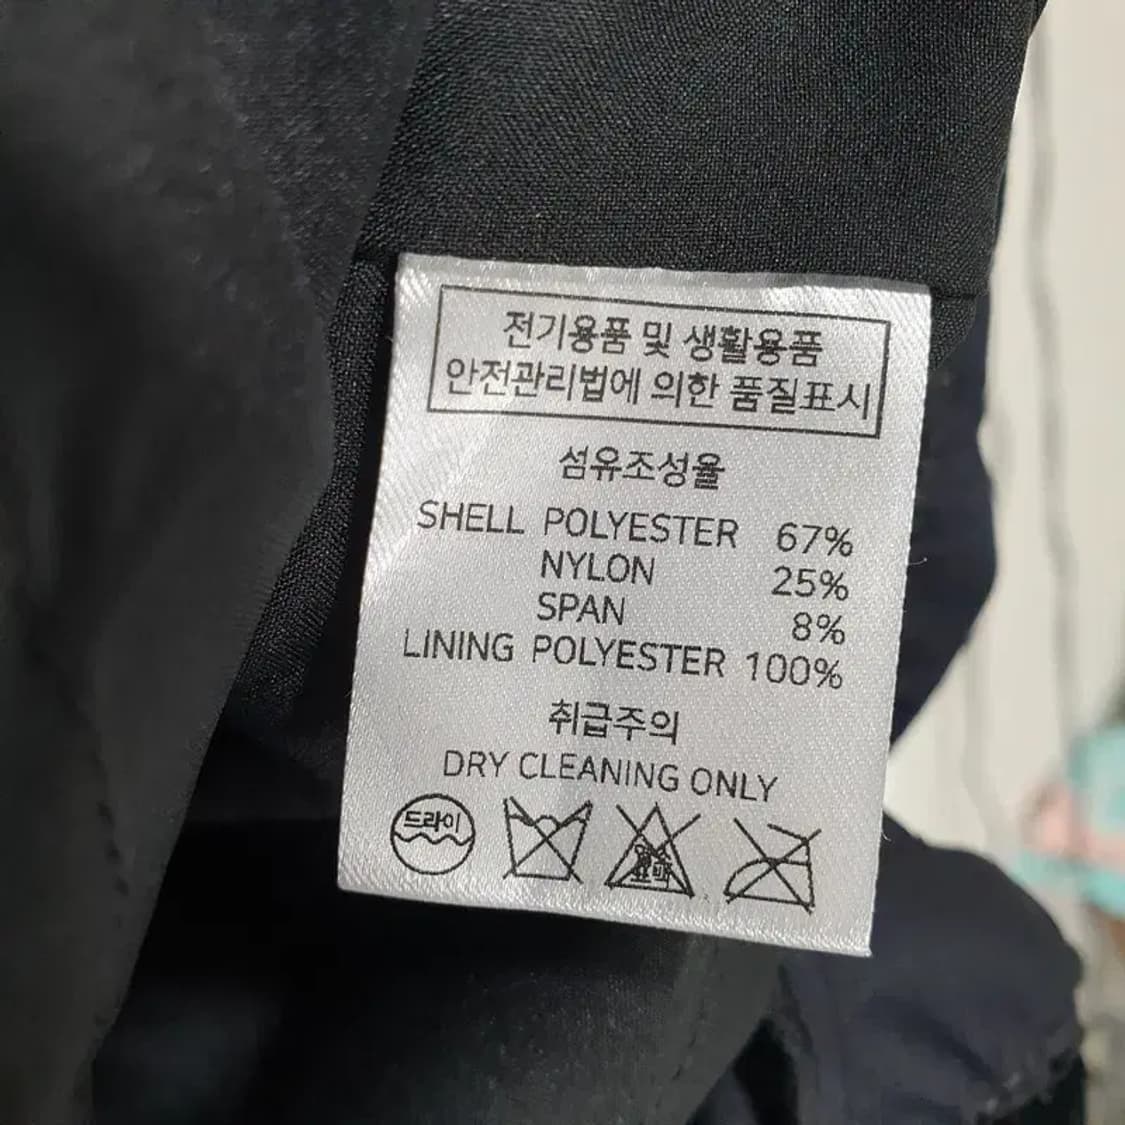 전기용품 및 생활용품
안전관리법에 의한 품질표시
섬유조성율
SHELL POLYESTER 67%
NYLON 25%
SPAN 8%
LINING POLYESTER 100%
취급주의
DRY CLEANING ONLY
드라이